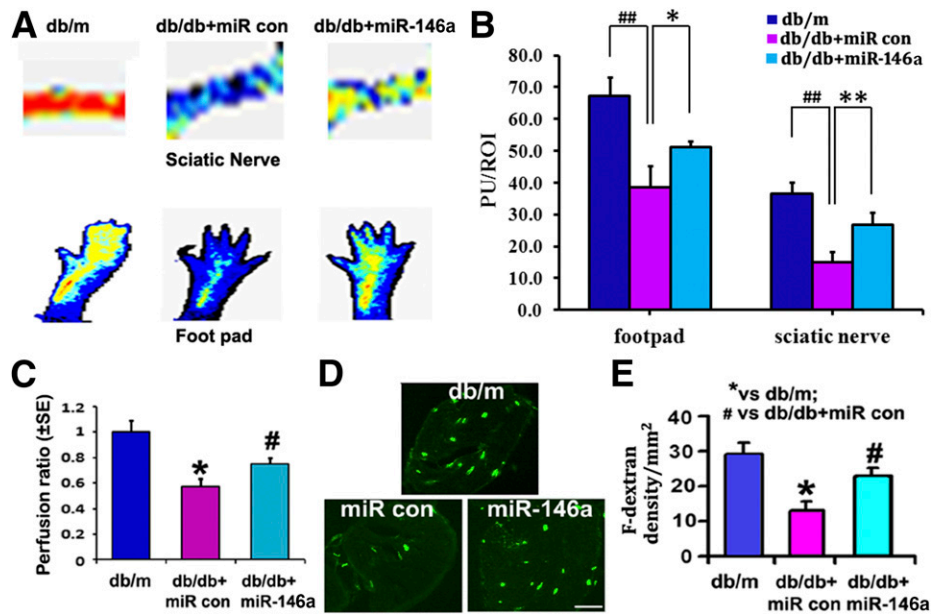 A
db/m
db/db+miR con
db/db+miR-146a
Sciatic Nerve
Foot pad
B
PU/ROI
80.0
70.0
60.0
50.0
40.0
30.0
20.0
10.0
0.0
##
*
##
**
db/m
db/db+miR con
db/db+miR-146a
footpad
sciatic nerve
C
Perfusion ratio (±SE)
1.2
1
0.8
0.6
0.4
0.2
0
*
#
db/m
db/db+
miR con
db/db+
miR-146a
D
db/m
miR con
miR-146a
E
*vs db/m;
# vs db/db+miR con
F-dextran
density/mm²
40
30
20
10
0
*
#
db/m
db/db+
miR con
db/db+
miR-146a